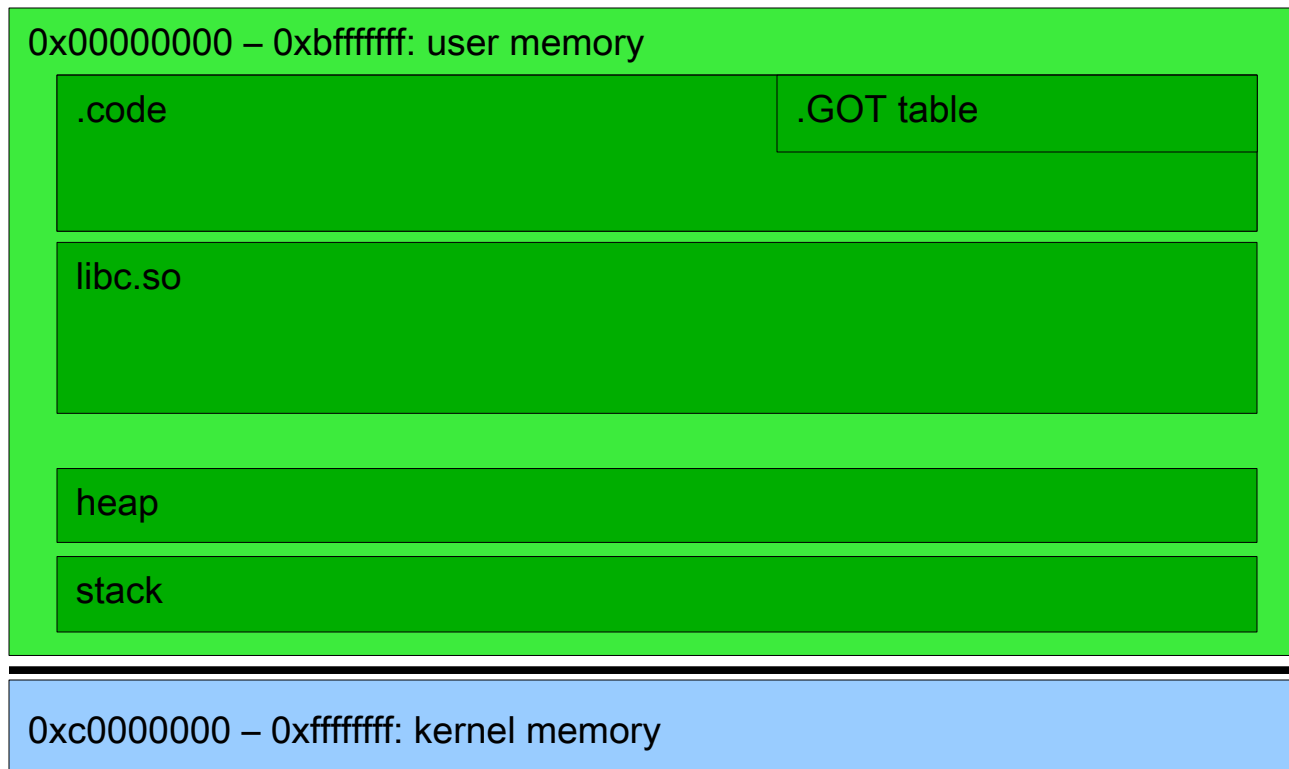 0x00000000 – 0xbfffffff: user memory
.code
.GOT table
libc.so
heap
stack
0xc0000000 – 0xffffffff: kernel memory